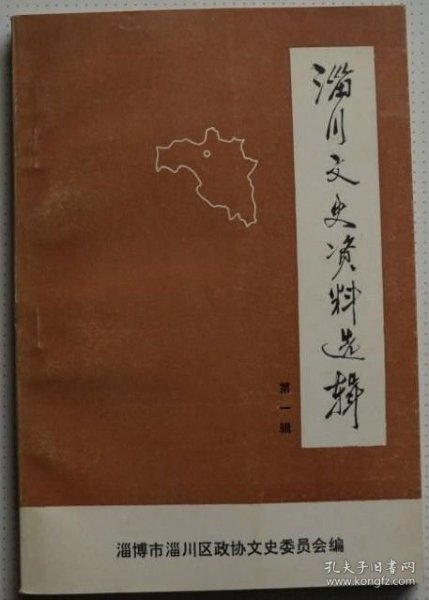 淄川文史资料选辑
第一辑
淄博市淄川区政协文史委员会编
孔夫子旧书网
www.kongfz.com